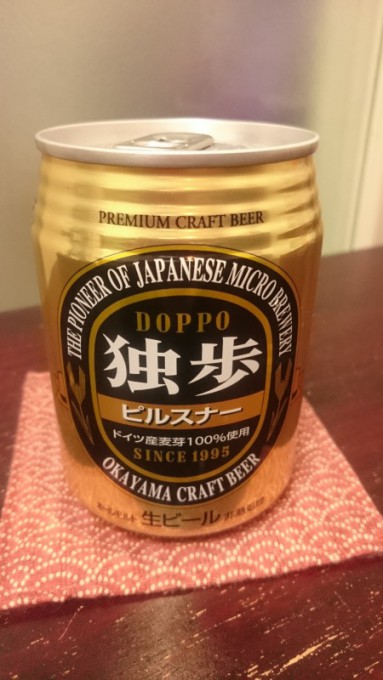 PREMIUM CRAFT BEER
THE PIONEER OF JAPANESE MICRO BREWERY
DOPPO
独歩
ピルスナー
ドイツ産麦芽100%使用
SINCE 1995
OKAYAMA CRAFT BEER
生ビール